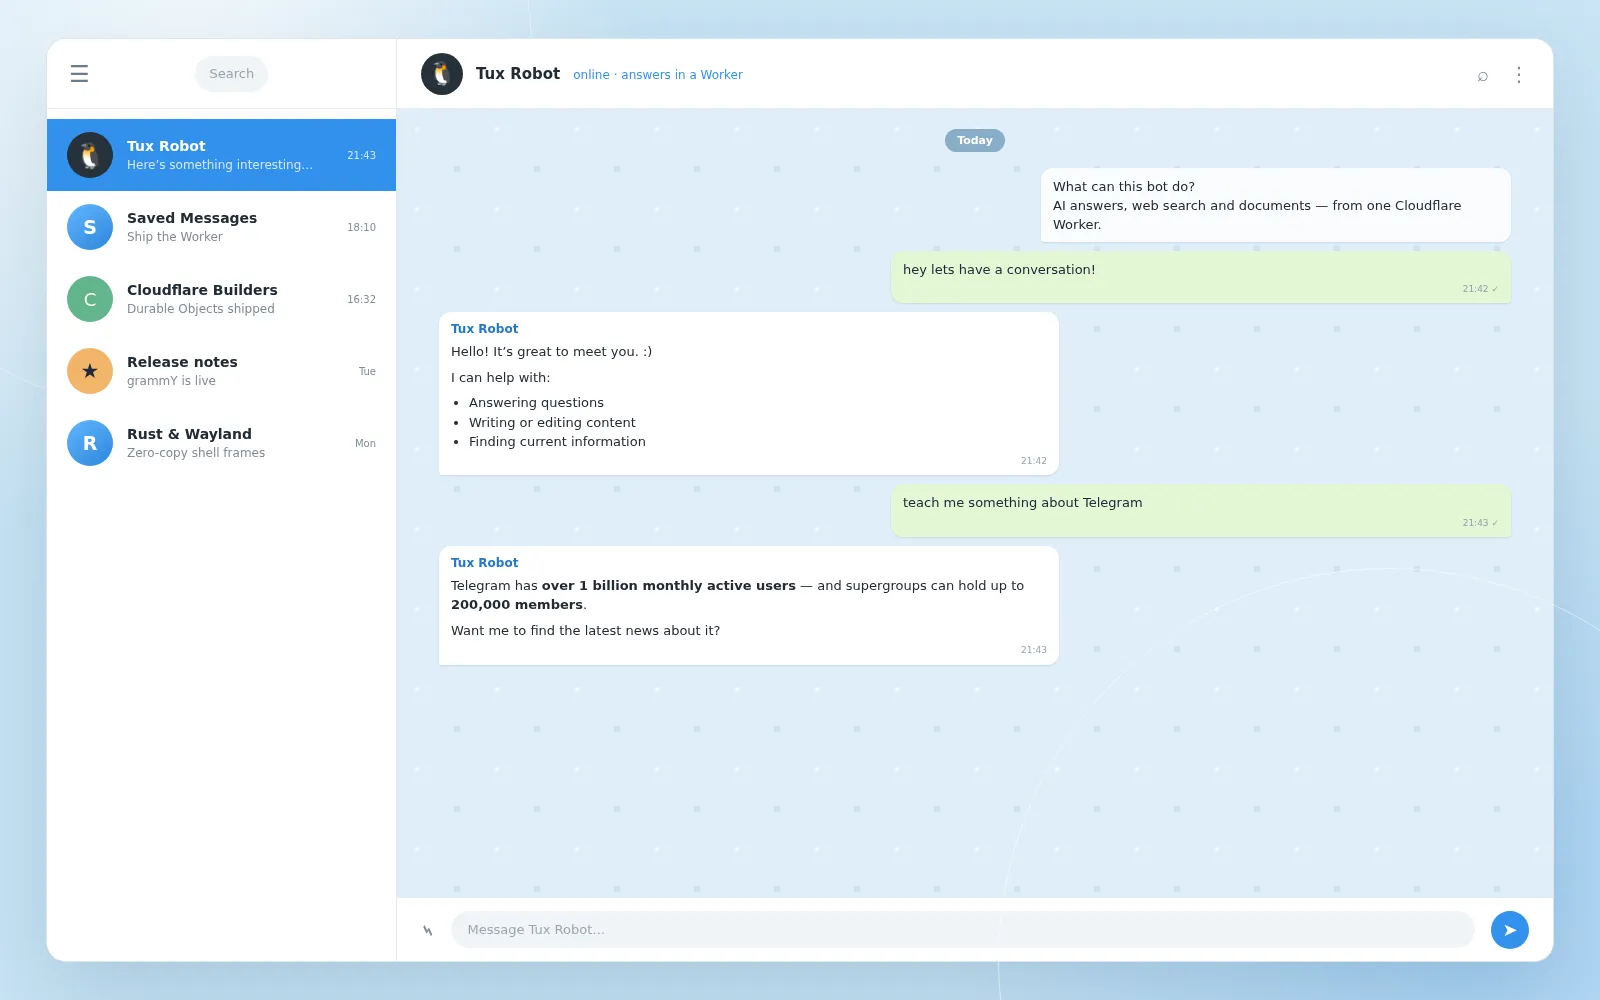 ☰
Search
Tux Robot
Here’s something interesting…
21:43
Saved Messages
Ship the Worker
18:10
Cloudflare Builders
Durable Objects shipped
16:32
Release notes
grammY is live
Tue
Rust & Wayland
Zero-copy shell frames
Mon
S
C
★
R
Tux Robot online · answers in a Worker
Today
What can this bot do?
AI answers, web search and documents — from one Cloudflare
Worker.
hey lets have a conversation!
21:42 ✓
Tux Robot
Hello! It’s great to meet you. :)
I can help with:
• Answering questions
• Writing or editing content
• Finding current information
21:42
teach me something about Telegram
21:43 ✓
Tux Robot
Telegram has over 1 billion monthly active users — and supergroups can hold up to
200,000 members.
Want me to find the latest news about it?
21:43
Message Tux Robot…